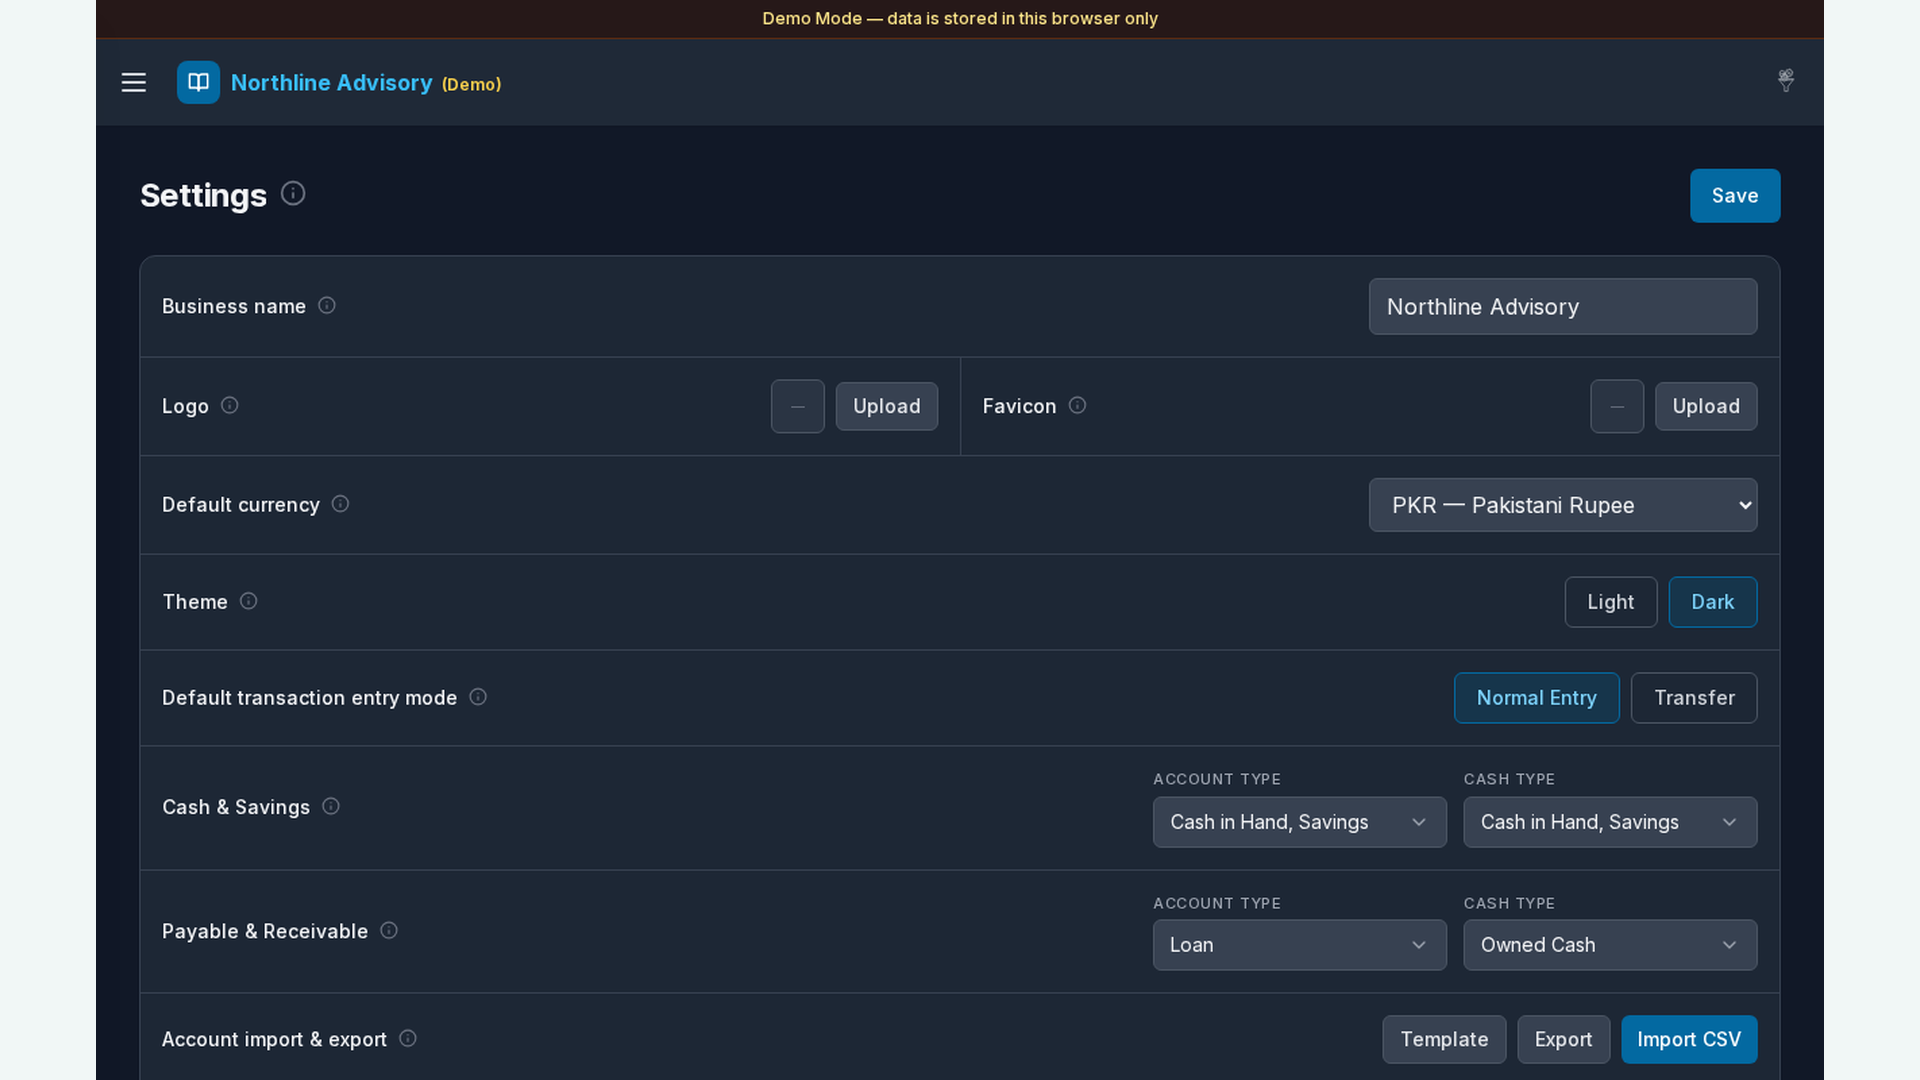 Demo Mode — data is stored in this browser only
Northline Advisory (Demo)
Settings
Save
Business name
Northline Advisory
Logo
—
Upload
Favicon
—
Upload
Default currency
PKR — Pakistani Rupee
Theme
Light
Dark
Default transaction entry mode
Normal Entry
Transfer
Cash & Savings
ACCOUNT TYPE
Cash in Hand, Savings
CASH TYPE
Cash in Hand, Savings
Payable & Receivable
ACCOUNT TYPE
Loan
CASH TYPE
Owned Cash
Account import & export
Template
Export
Import CSV